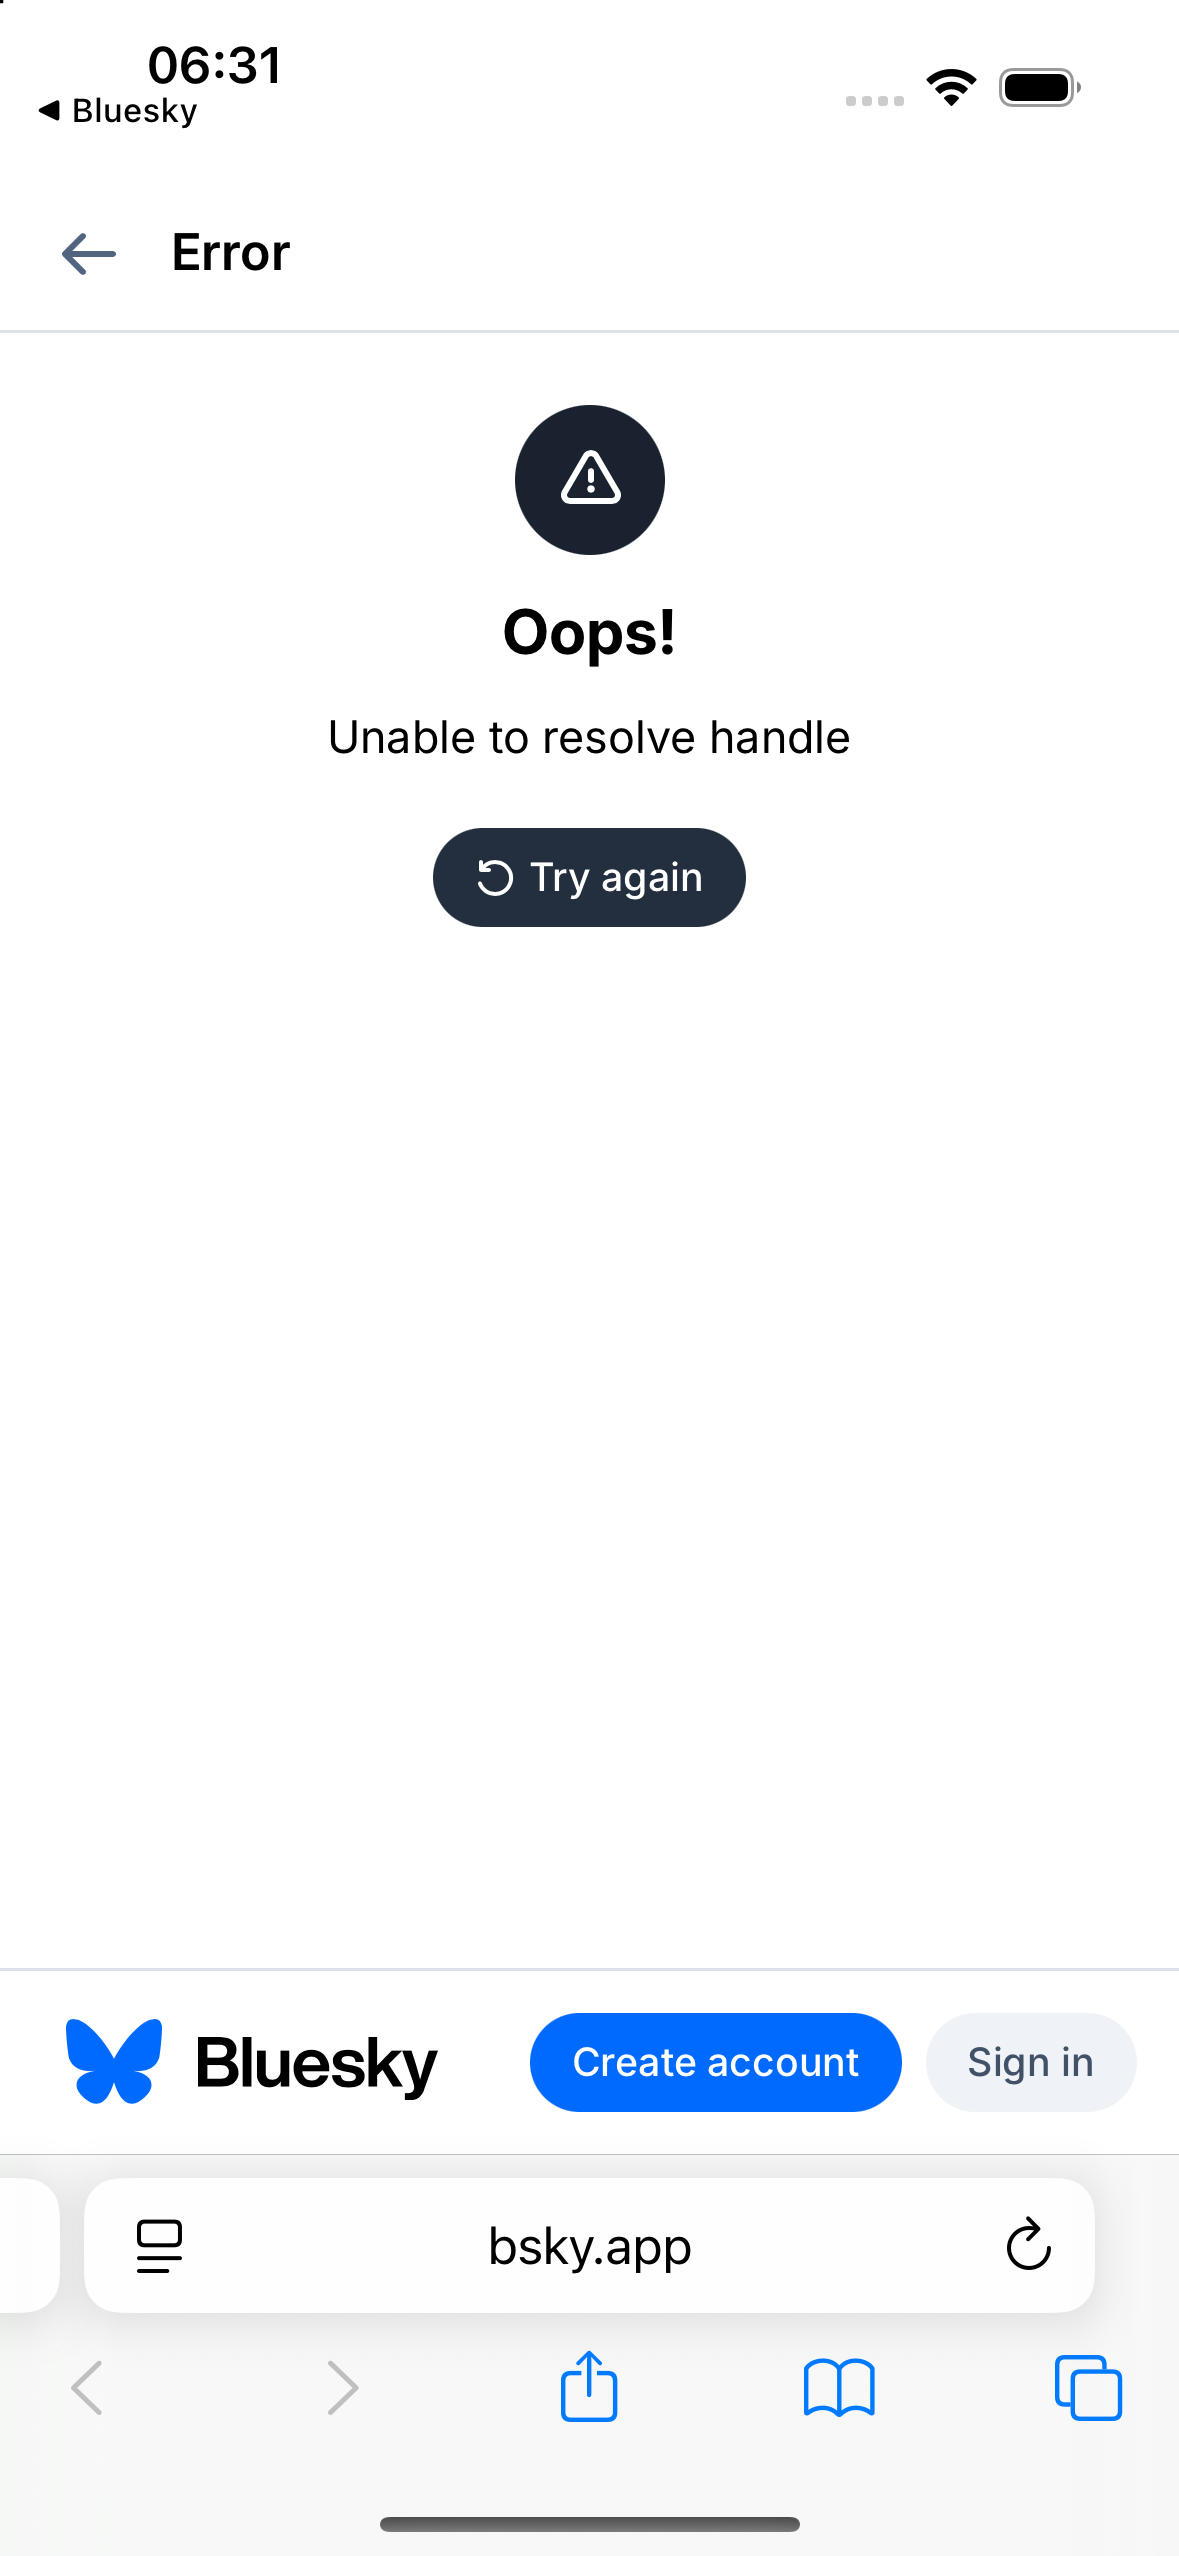 06:31
Bluesky
Error
Oops!
Unable to resolve handle
Try again
Bluesky
Create account
Sign in
bsky.app